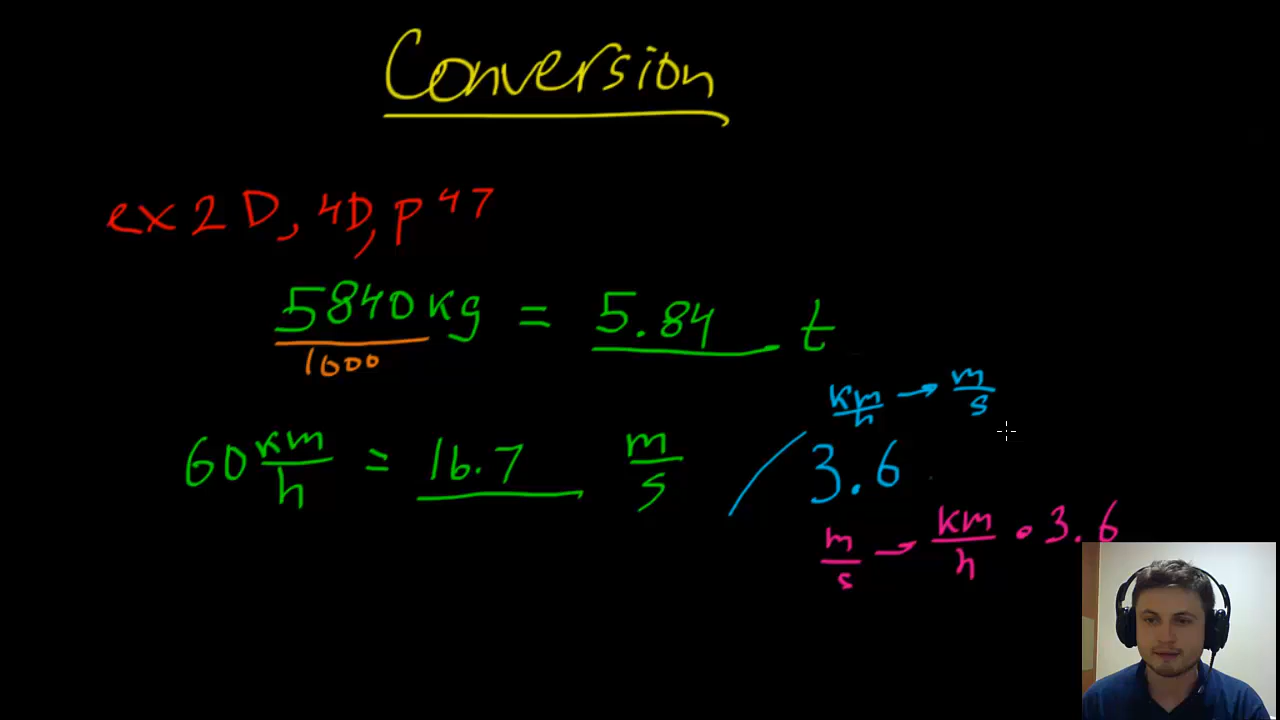 Conversion
ex 2D, 4D, p 47
5840 kg = 5.84 t
1000
km/h → m/s
60 km/h = 16.7 m/s / 3.6
m/s → km/h • 3.6